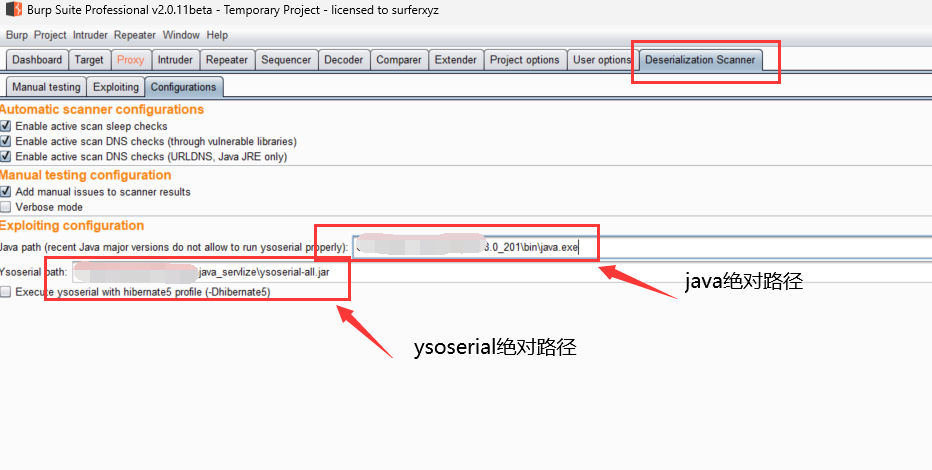 Burp Suite Professional v2.0.11beta - Temporary Project - licensed to surferxyz
Burp Project Intruder Repeater Window Help
Dashboard Target Proxy Intruder Repeater Sequencer Decoder Comparer Extender Project options User options Deserialization Scanner
Manual testing Exploiting Configurations
Automatic scanner configurations
Enable active scan sleep checks
Enable active scan DNS checks (through vulnerable libraries)
Enable active scan DNS checks (URLDNS, Java JRE only)
Manual testing configuration
Add manual issues to scanner results
Verbose mode
Exploiting configuration
Java path (recent Java major versions do not allow to run ysoserial properly): 8.0_201\bin\java.exe
Ysoserial path: java_servlize\ysoserial-all.jar
java绝对路径
Execute ysoserial with hibernate5 profile (-Dhibernate5)
ysoserial绝对路径